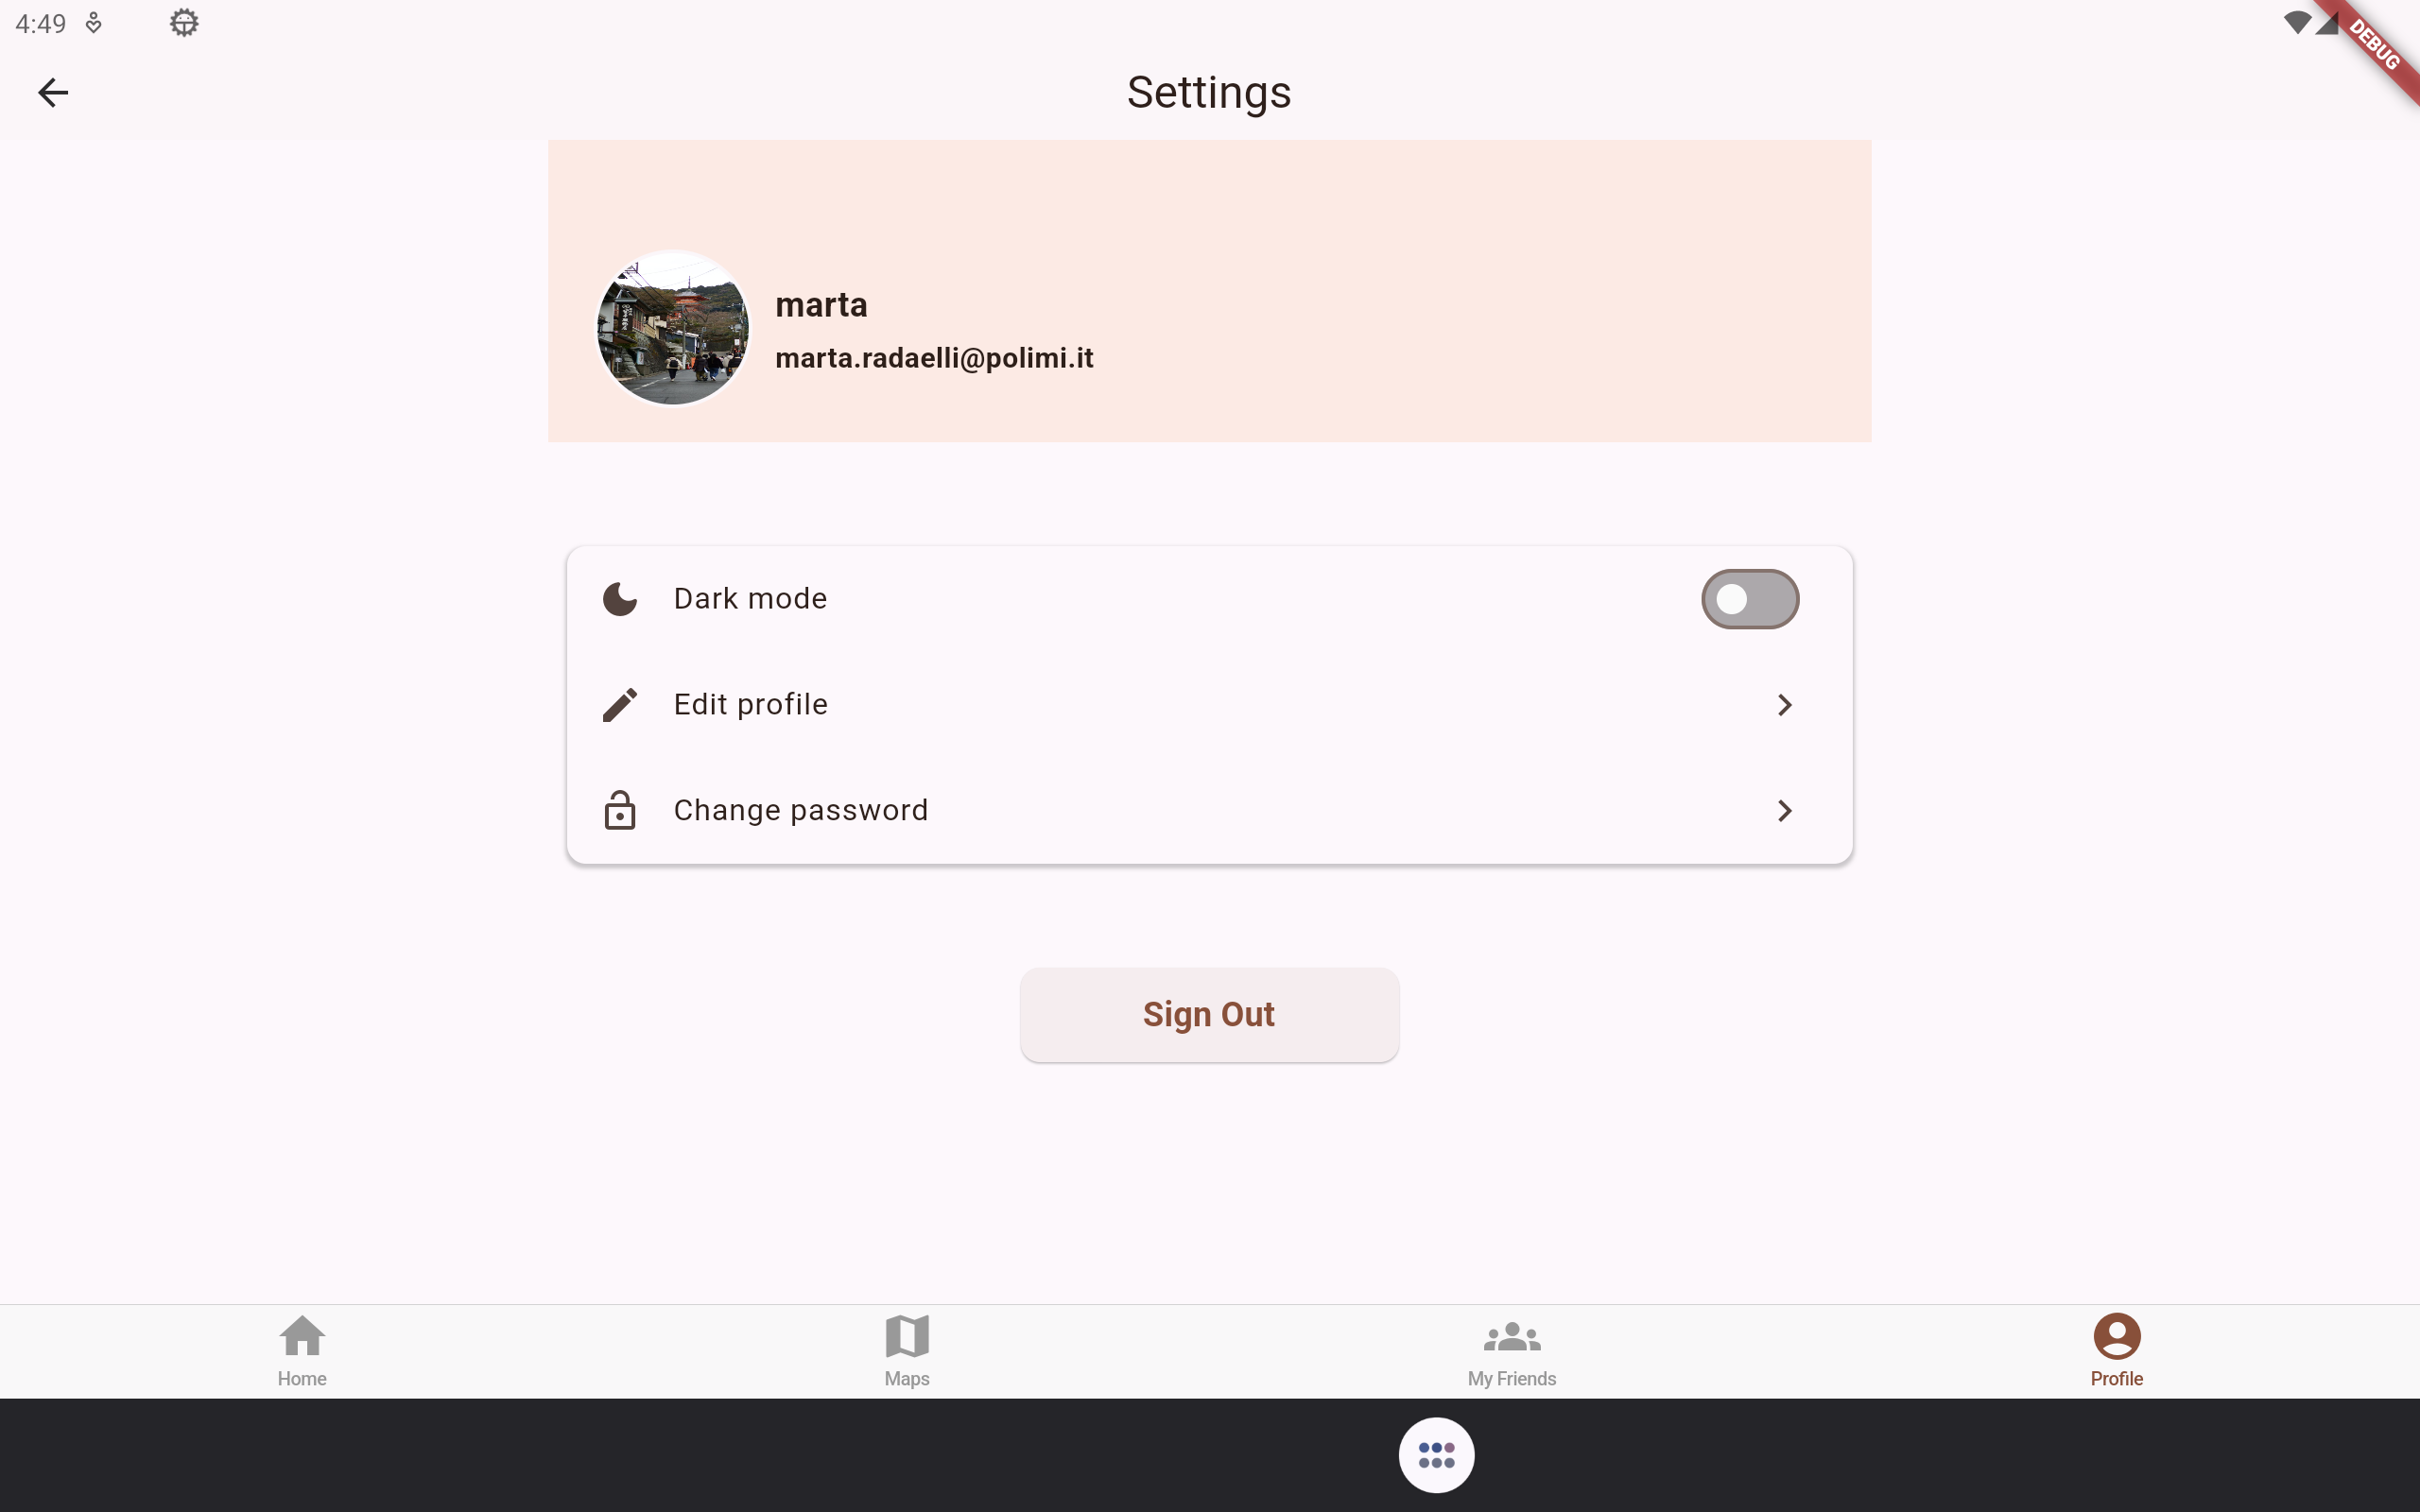 4:49
DEBUG
Settings
marta
marta.radaelli@polimi.it
Dark mode
Edit profile
Change password
Sign Out
Home
Maps
My Friends
Profile